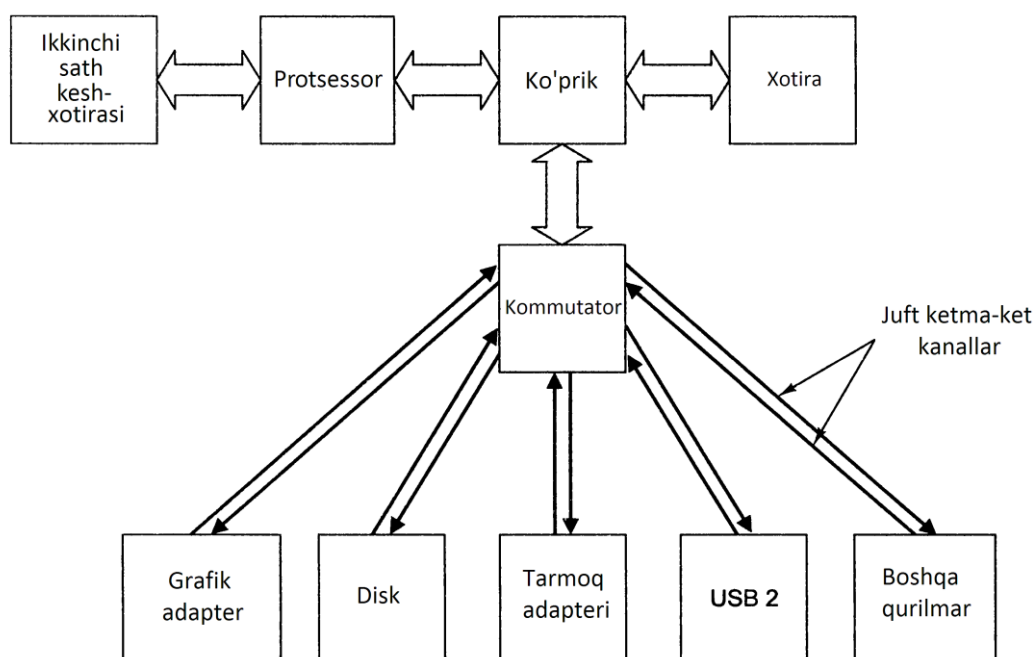 Ikkinchi
sath
kesh-
xotirasi
Protsessor
Ko'prik
Xotira
Kommutator
Juft ketma-ket
kanallar
Grafik
adapter
Disk
Tarmoq
adapteri
USB 2
Boshqa
qurilmar